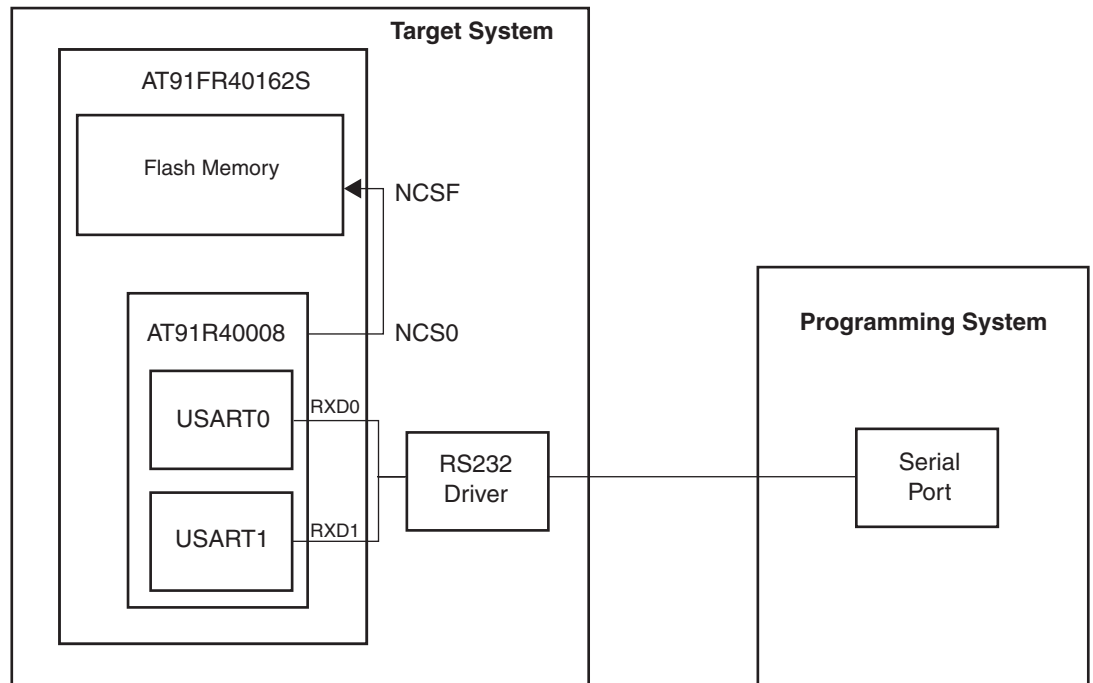 Target System
AT91FR40162S
Flash Memory
NCSF
AT91R40008
NCS0
USART0
RXD0
USART1
RXD1
RS232
Driver
Programming System
Serial
Port